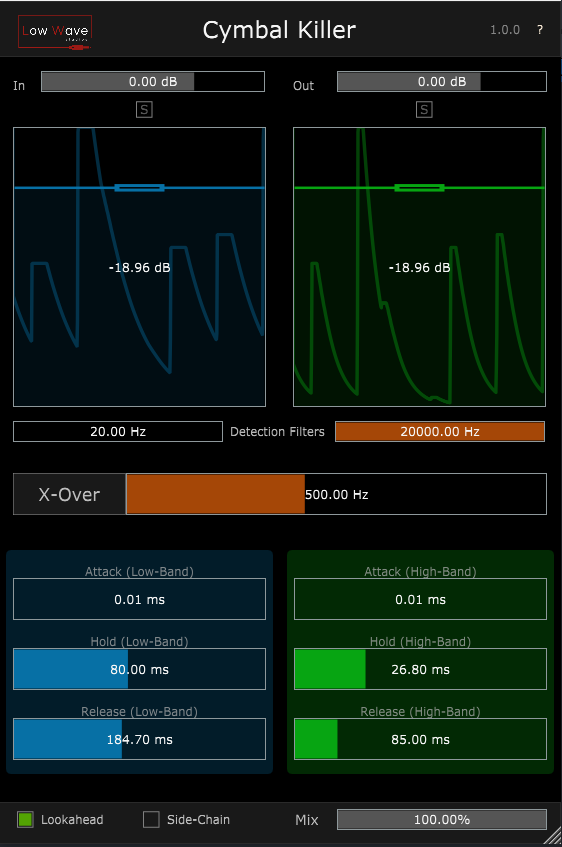 Low Wave
studios
Cymbal Killer
1.0.0 ?
In
0.00 dB
Out
0.00 dB
S
S
-18.96 dB
-18.96 dB
20.00 Hz
Detection Filters
20000.00 Hz
X-Over
500.00 Hz
Attack (Low-Band)
0.01 ms
Hold (Low-Band)
80.00 ms
Release (Low-Band)
184.70 ms
Attack (High-Band)
0.01 ms
Hold (High-Band)
26.80 ms
Release (High-Band)
85.00 ms
Lookahead
Side-Chain
Mix
100.00%